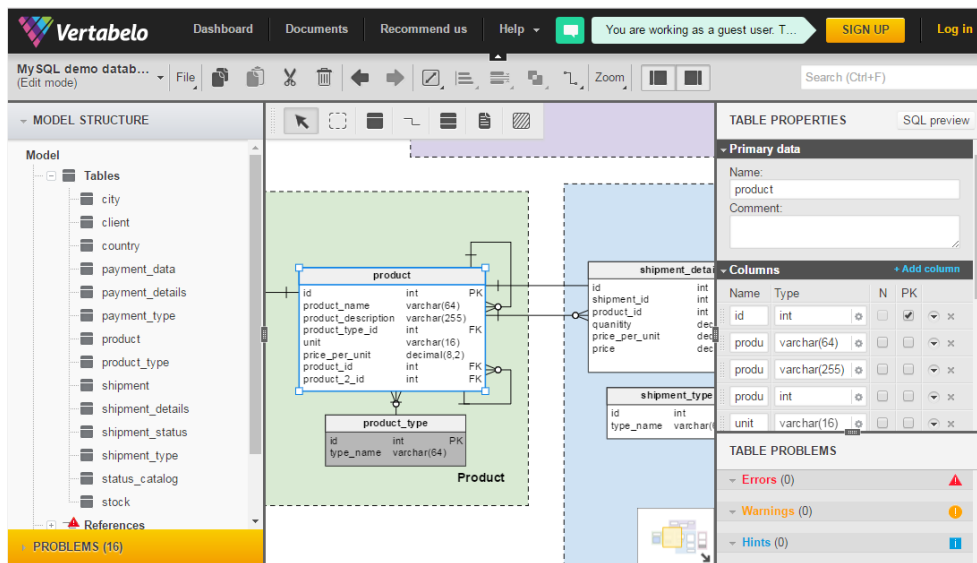 Vertabelo
Dashboard
Documents
Recommend us
Help
You are working as a guest user. T...
SIGN UP
Log in
MySQL demo datab...
(Edit mode)
File
Zoom
Search (Ctrl+F)
MODEL STRUCTURE
Model
Tables
city
client
country
payment_data
payment_details
payment_type
product
product_type
shipment
shipment_details
shipment_status
shipment_type
status_catalog
stock
References
PROBLEMS (16)
product
id int PK
product_name varchar(64)
product_description varchar(255)
product_type_id int FK
unit varchar(16)
price_per_unit decimal(8,2)
product_id int FK
product_2_id int FK
product_type
id int PK
type_name varchar(64)
Product
shipment_detai
id int
shipment_id int
product_id int
quanitity dec
price_per_unit dec
price dec
shipment_type
id int
type_name varchar(
TABLE PROPERTIES
SQL preview
Primary data
Name:
product
Comment:
Columns
+ Add column
Name Type N PK
id int
produ varchar(64)
produ varchar(255)
produ int
unit varchar(16)
TABLE PROBLEMS
Errors (0)
Warnings (0)
Hints (0)